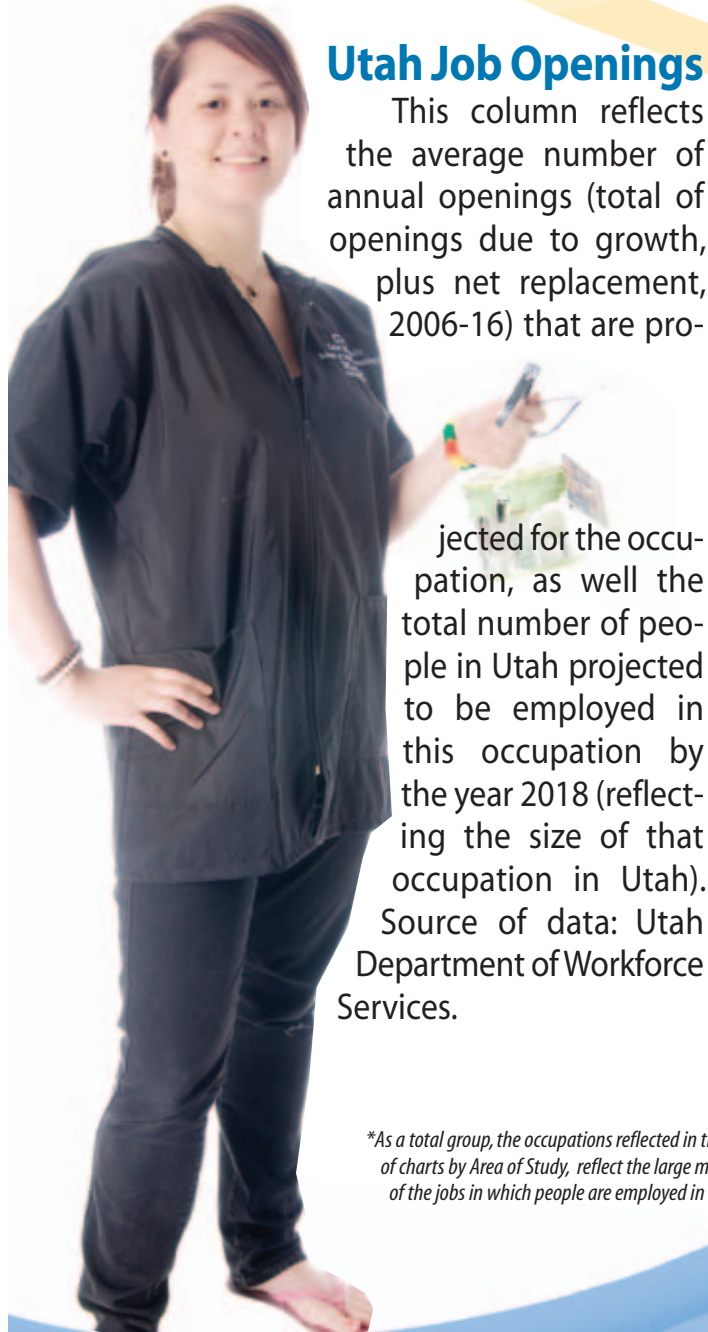 Utah Job Openings
This column reflects
the average number of
annual openings (total of
openings due to growth,
plus net replacement,
2006-16) that are pro-
jected for the occu-
pation, as well the
total number of peo-
ple in Utah projected
to be employed in
this occupation by
the year 2018 (reflect-
ing the size of that
occupation in Utah).
Source of data: Utah
Department of Workforce
Services.
*As a total group, the occupations reflected in
of charts by Area of Study, reflect the large
of the jobs in which people are employed in